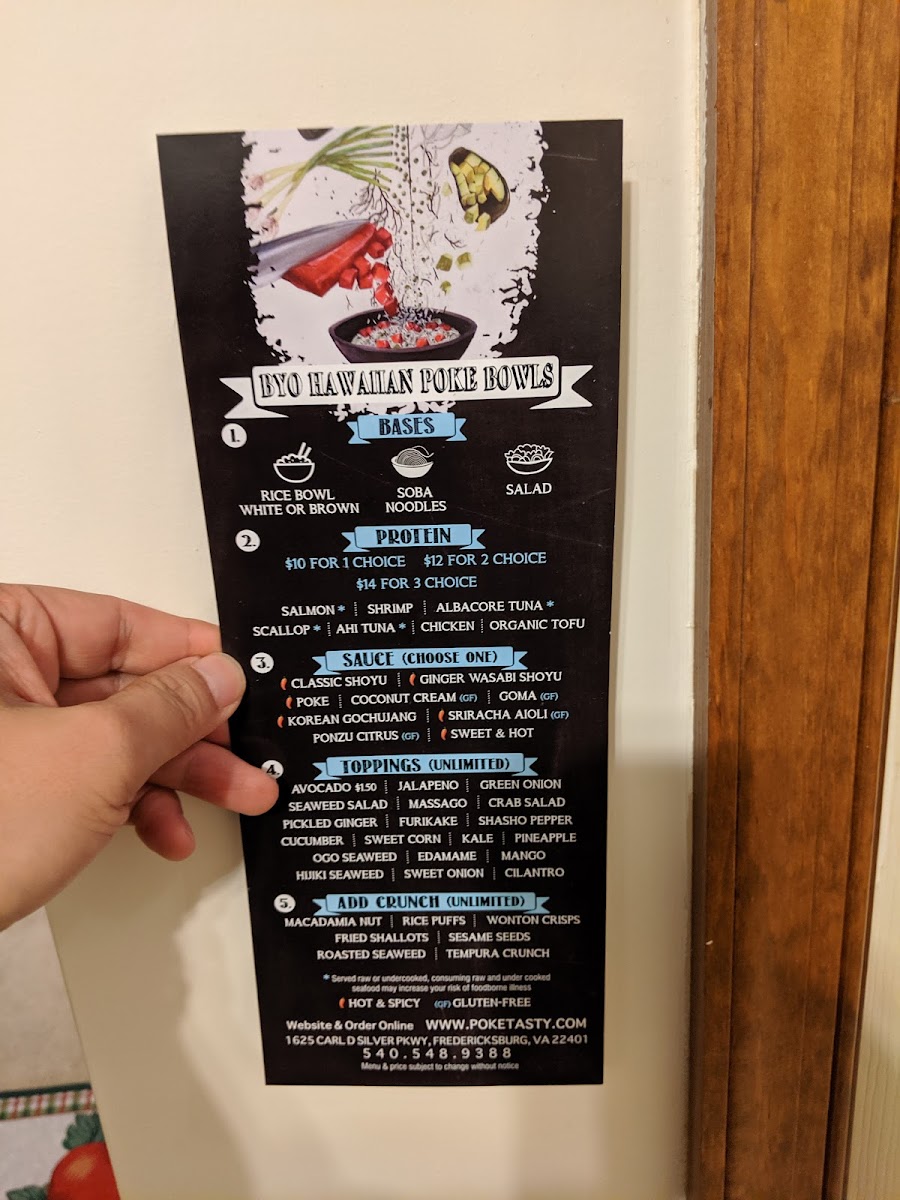 BYO HAWAIIAN POKE BOWLS
1.
BASES
RICE BOWL
WHITE OR BROWN
SOBA
NOODLES
SALAD
2.
PROTEIN
$10 FOR 1 CHOICE $12 FOR 2 CHOICE
$14 FOR 3 CHOICE
SALMON * SHRIMP ALBACORE TUNA *
SCALLOP * AHI TUNA * CHICKEN ORGANIC TOFU
3.
SAUCE (CHOOSE ONE)
CLASSIC SHOYU GINGER WASABI SHOYU
POKE COCONUT CREAM (GF) GOMA (GF)
KOREAN GOCHUJANG SRIRACHA AIOLI (GF)
PONZU CITRUS (GF) SWEET & HOT
4.
TOPPINGS (UNLIMITED)
AVOCADO $1.50 JALAPENO GREEN ONION
SEAWEED SALAD MASSAGO CRAB SALAD
PICKLED GINGER FURIKAKE SHASHO PEPPER
CUCUMBER SWEET CORN KALE PINEAPPLE
OGO SEAWEED EDAMAME MANGO
HIJIKI SEAWEED SWEET ONION CILANTRO
5.
ADD CRUNCH (UNLIMITED)
MACADAMIA NUT RICE PUFFS WONTON CRISPS
FRIED SHALLOTS SESAME SEEDS
ROASTED SEAWEED TEMPURA CRUNCH
* Served raw or undercooked, consuming raw and under cooked
seafood may increase your risk of foodborne illness
HOT & SPICY (GF) GLUTEN-FREE
Website & Order Online WWW.POKETASTY.COM
1625 CARL D SILVER PKWY, FREDERICKSBURG, VA 22401
540.548.9388
Menu & price subject to change without notice